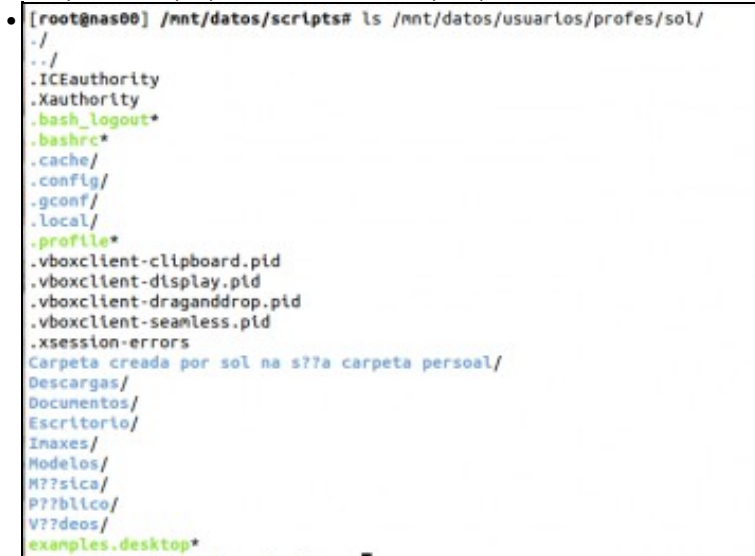 [root@nas00] /mnt/datos/scripts# ls /mnt/datos/usuarios/profes/sol/
./
../
.ICEauthority
.Xauthority
.bash_logout*
.bashrc*
.cache/
.config/
.gconf/
.local/
.profile*
.vboxclient-clipboard.pid
.vboxclient-display.pid
.vboxclient-draganddrop.pid
.vboxclient-seamless.pid
.xsession-errors
Carpeta creada por sol na s??a carpeta persoal/
Descargas/
Documentos/
Escritorio/
Imaxes/
Modelos/
M??sica/
P??blico/
V??deos/
examples.desktop*